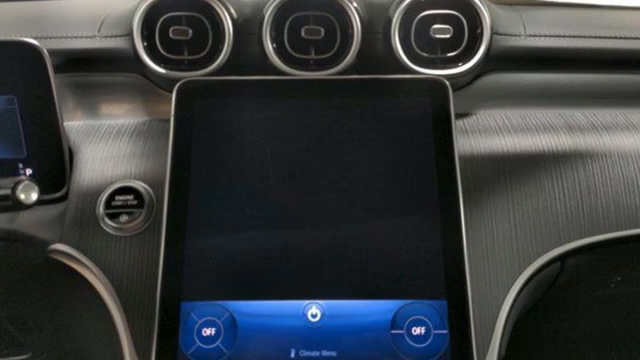 P
ENGINE
START / STOP
OFF
OFF
Climate Menu